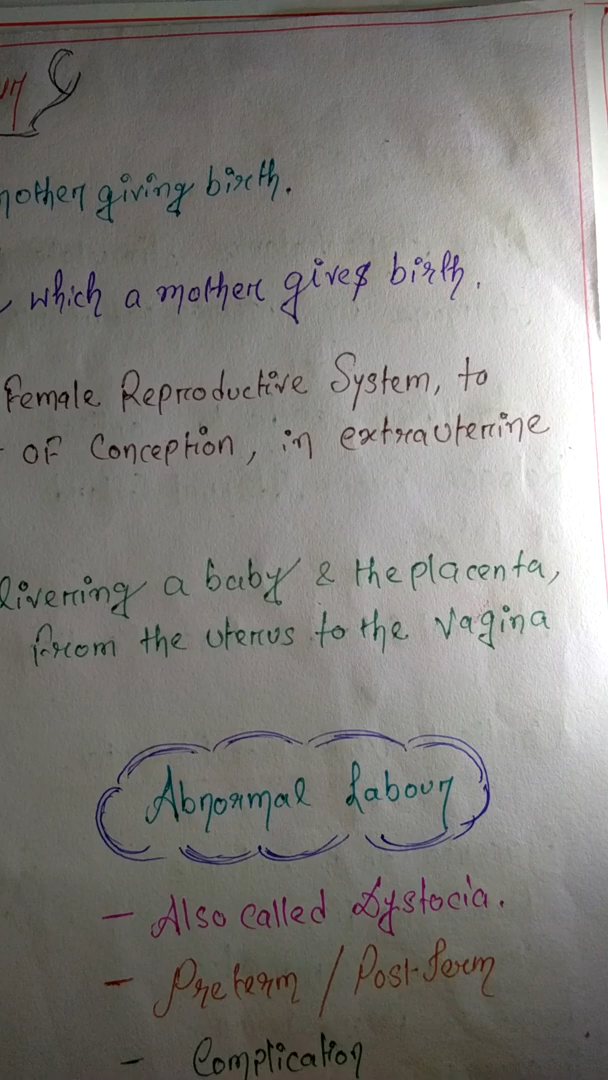 mother giving birth.
which a mother gives birth.
Female Reproductive System, to
OF Conception, in extrauterine
livering a baby & the placenta,
From the uterus to the vagina
Abnormal Labour
- Also called Dystocia.
- Preterm / Post-term
- Complication